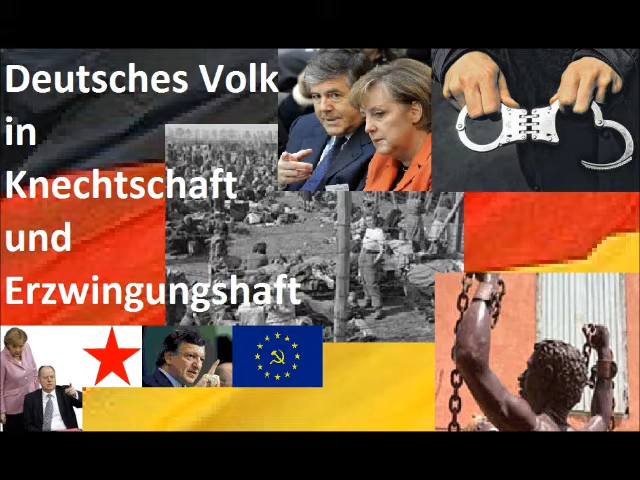 Deutsches Volk
in
Knechtschaft
und
Erzwingungshaft